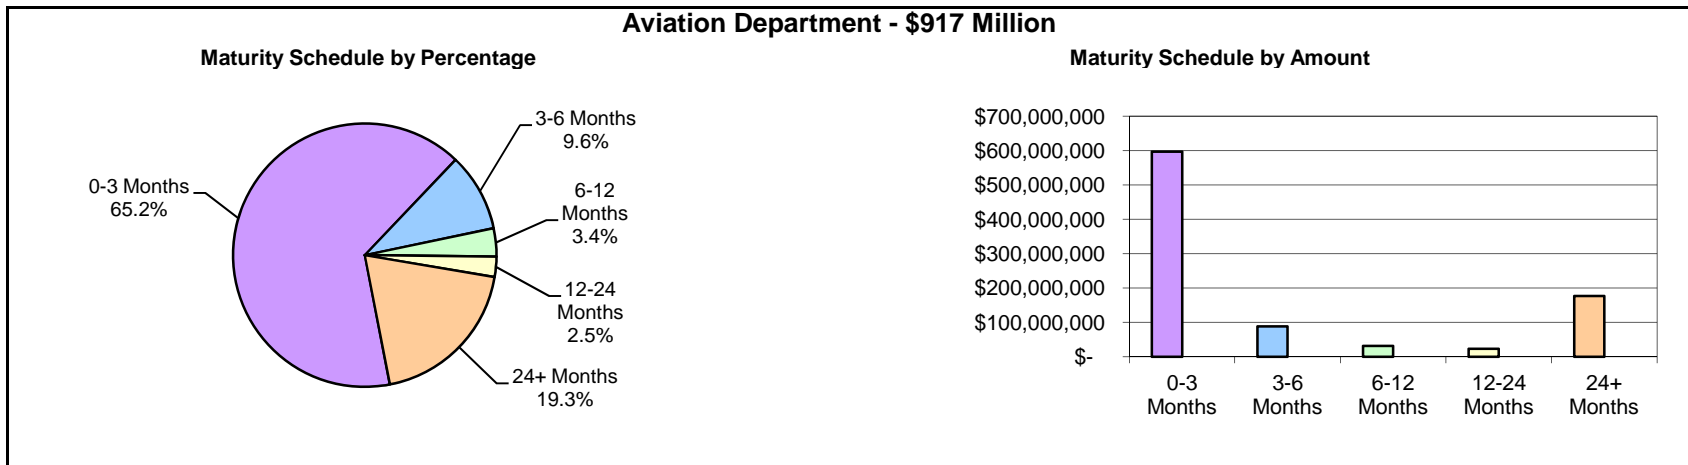 Aviation Department - $917 Million
Maturity Schedule by Percentage
0-3 Months
65.2%
3-6 Months
9.6%
6-12
Months
3.4%
12-24
Months
2.5%
24+ Months
19.3%
Maturity Schedule by Amount
$700,000,000
$600,000,000
$500,000,000
$400,000,000
$300,000,000
$200,000,000
$100,000,000
$-
0-3
Months
3-6
Months
6-12
Months
12-24
Months
24+
Months